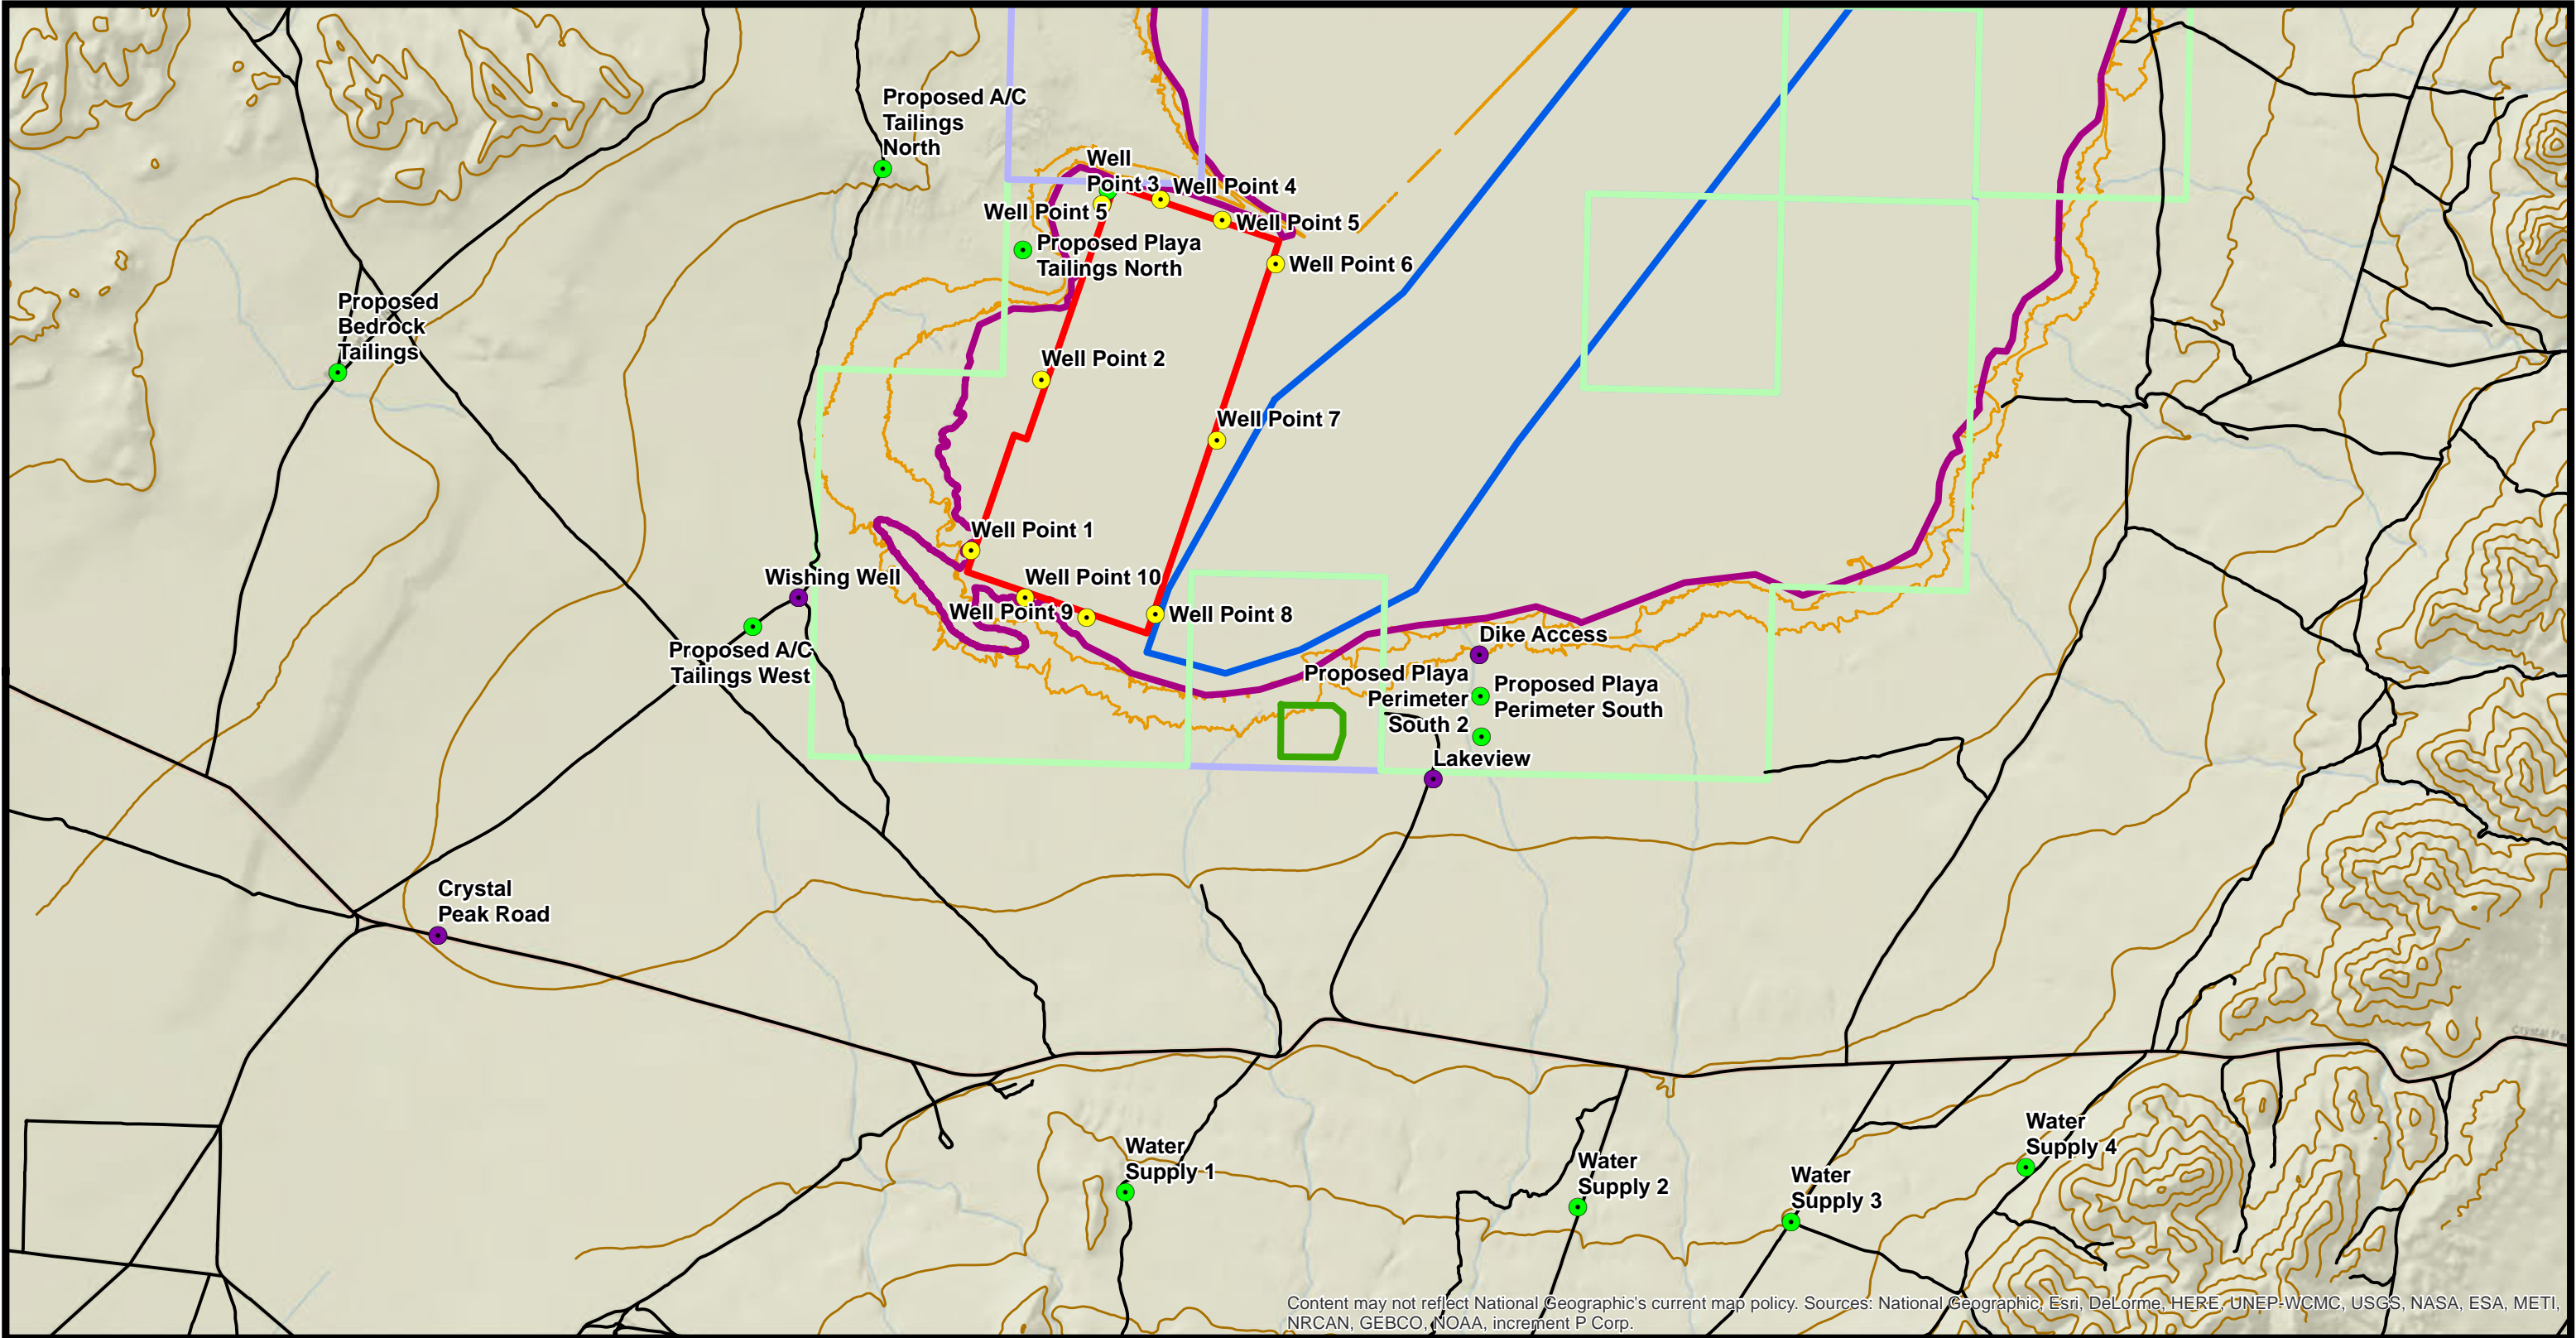 Proposed A/C
Tailings
North
Well
Point 3
Well Point 4
Well Point 5
Well Point 5
Proposed Playa
Tailings North
Well Point 6
Proposed
Bedrock
Tailings
Well Point 2
Well Point 7
Well Point 1
Wishing Well
Well Point 10
Well Point 9
Well Point 8
Proposed A/C
Tailings West
Dike Access
Proposed Playa
Perimeter
South 2
Proposed Playa
Perimeter South
Lakeview
Crystal
Peak Road
Water
Supply 1
Water
Supply 2
Water
Supply 3
Water
Supply 4
Content may not reflect National Geographic's current map policy. Sources: National Geographic, Esri, DeLorme, HERE, UNEP-WCMC, USGS, NASA, ESA, METI,
NRCAN, GEBCO, NOAA, increment P Corp.